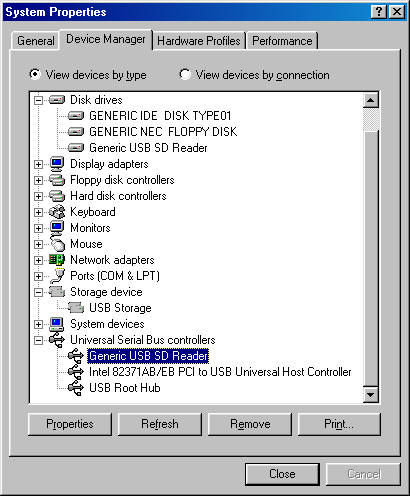 System Properties
General Device Manager Hardware Profiles Performance
View devices by type View devices by connection
Disk drives
GENERIC IDE DISK TYPE01
GENERIC NEC FLOPPY DISK
Generic USB SD Reader
Display adapters
Floppy disk controllers
Hard disk controllers
Keyboard
Monitors
Mouse
Network adapters
Ports (COM & LPT)
Storage device
USB Storage
System devices
Universal Serial Bus controllers
Generic USB SD Reader
Intel 82371AB/EB PCI to USB Universal Host Controller
USB Root Hub
Properties Refresh Remove Print...
Close Cancel